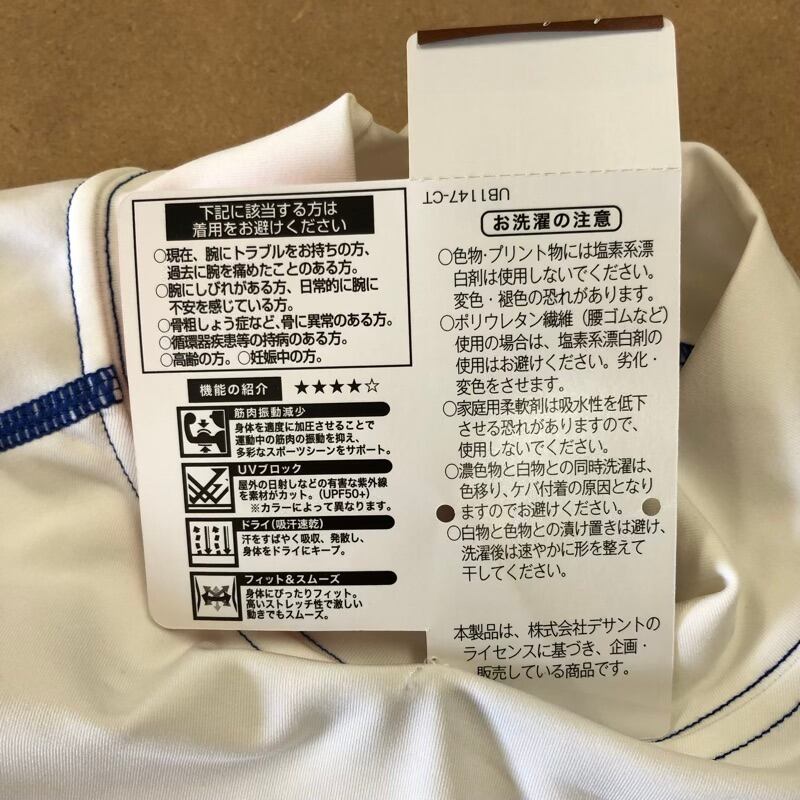 下記に該当する方は
着用をお避けください
○現在、腕にトラブルをお持ちの方、
過去に腕を痛めたことのある方。
○腕にしびれがある方、日常的に腕に
不安を感じている方。
○骨粗しょう症など、骨に異常のある方。
○循環器疾患等の持病のある方。
○高齢の方。○妊娠中の方。
機能の紹介 ★★★★☆
筋肉振動減少
身体を適度に加圧させることで
運動中の筋肉の振動を抑え、
多彩なスポーツシーンをサポート。
UVブロック
屋外の日射しなどの有害な紫外線
を素材がカット。(UPF50+)
※カラーによって異なります。
ドライ(吸汗速乾)
汗をすばやく吸収、発散し、
身体をドライにキープ。
フィット&スムーズ
身体にぴったりフィット。
高いストレッチ性で激しい
動きでもスムーズ。
UB1147-CT
お洗濯の注意
○色物・プリント物には塩素系漂
白剤は使用しないでください。
変色・褪色の恐れがあります。
○ポリウレタン繊維(腰ゴムなど)
使用の場合は、塩素系漂白剤の
使用はお避けください。劣化・
変色をさせます。
○家庭用柔軟剤は吸水性を低下
させる恐れがありますので、
使用しないでください。
○濃色物と白物との同時洗濯は、
色移り、ケバ付着の原因となり
ますのでお避けください。
○白物と色物との漬け置きは避け、
洗濯後は速やかに形を整えて
干してください。
本製品は、株式会社デサントの
ライセンスに基づき、企画・
販売している商品です。